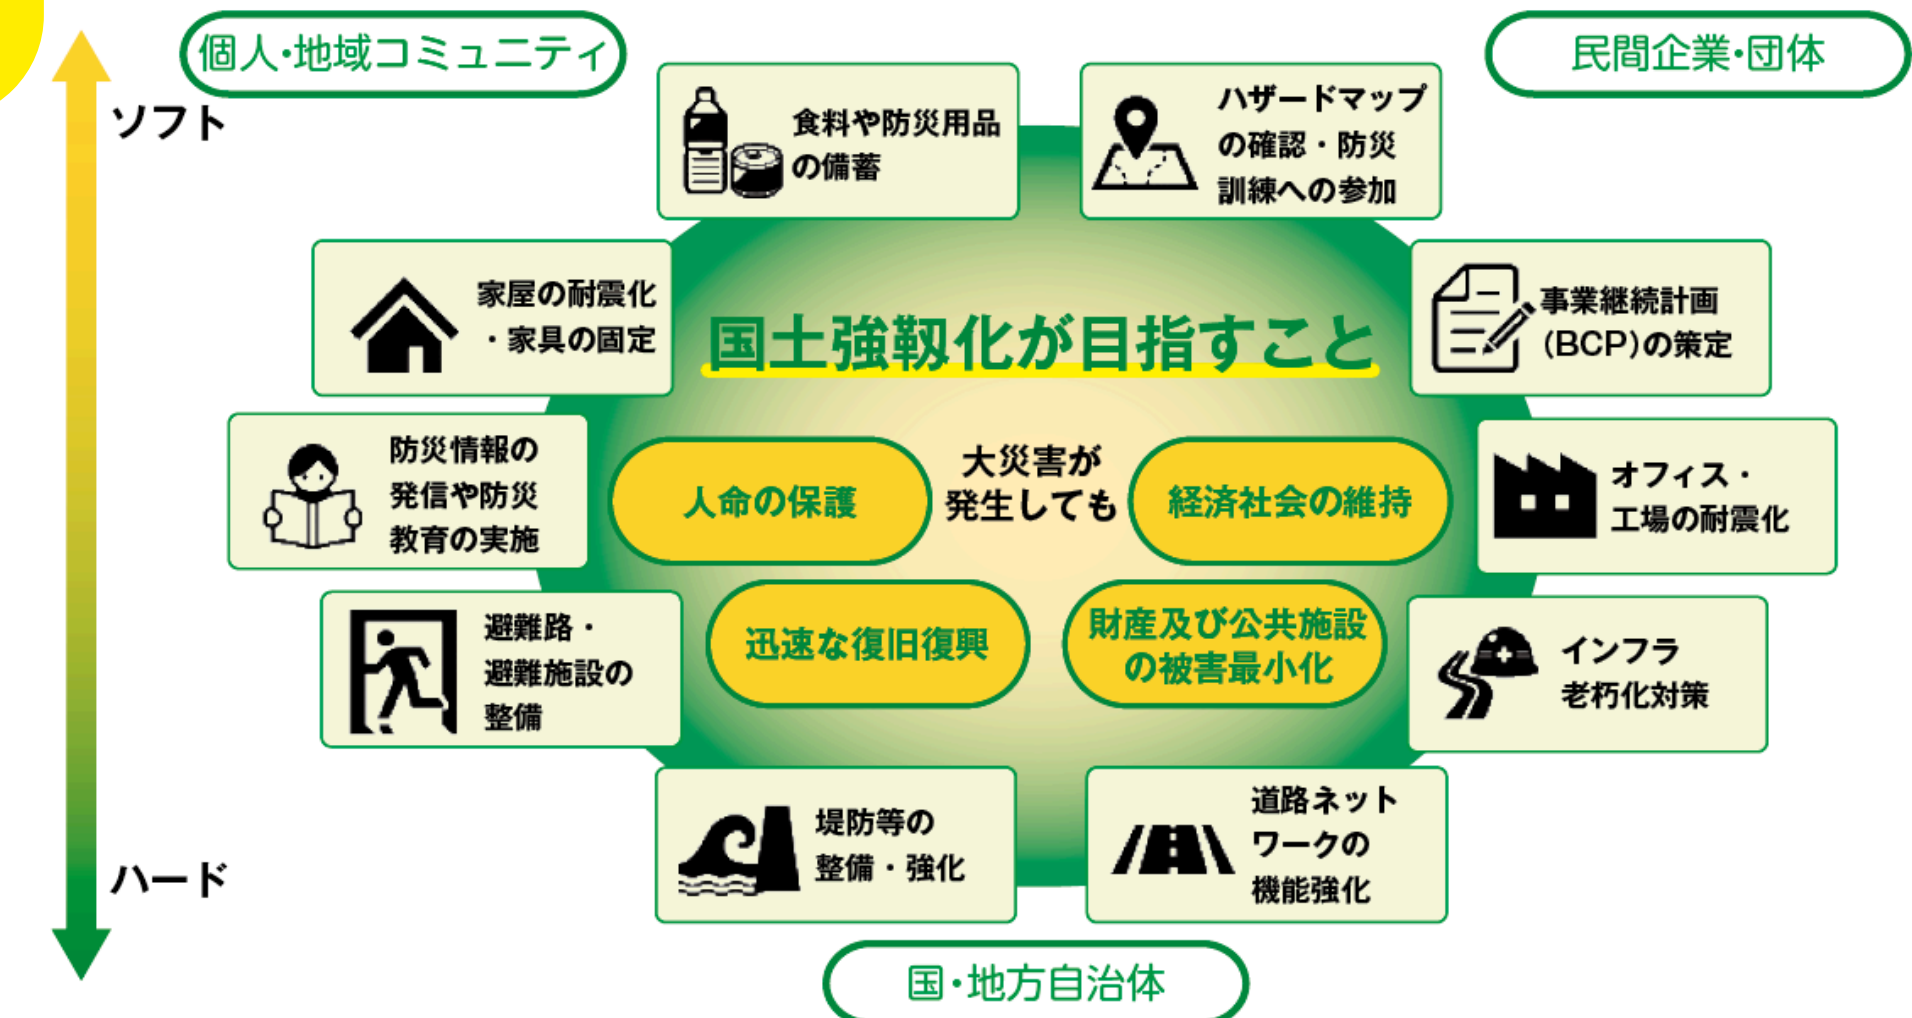 個人・地域コミュニティ
民間企業・団体
ソフト
食料や防災用品
の備蓄
ハザードマップ
の確認・防災
訓練への参加
家屋の耐震化
・家具の固定
国土強靱化が目指すこと
事業継続計画
(BCP)の策定
防災情報の
発信や防災
教育の実施
人命の保護
大災害が
発生しても
経済社会の維持
オフィス・
工場の耐震化
避難路・
避難施設の
整備
迅速な復旧復興
財産及び公共施設
の被害最小化
インフラ
老朽化対策
ハード
堤防等の
整備・強化
道路ネット
ワークの
機能強化
国・地方自治体